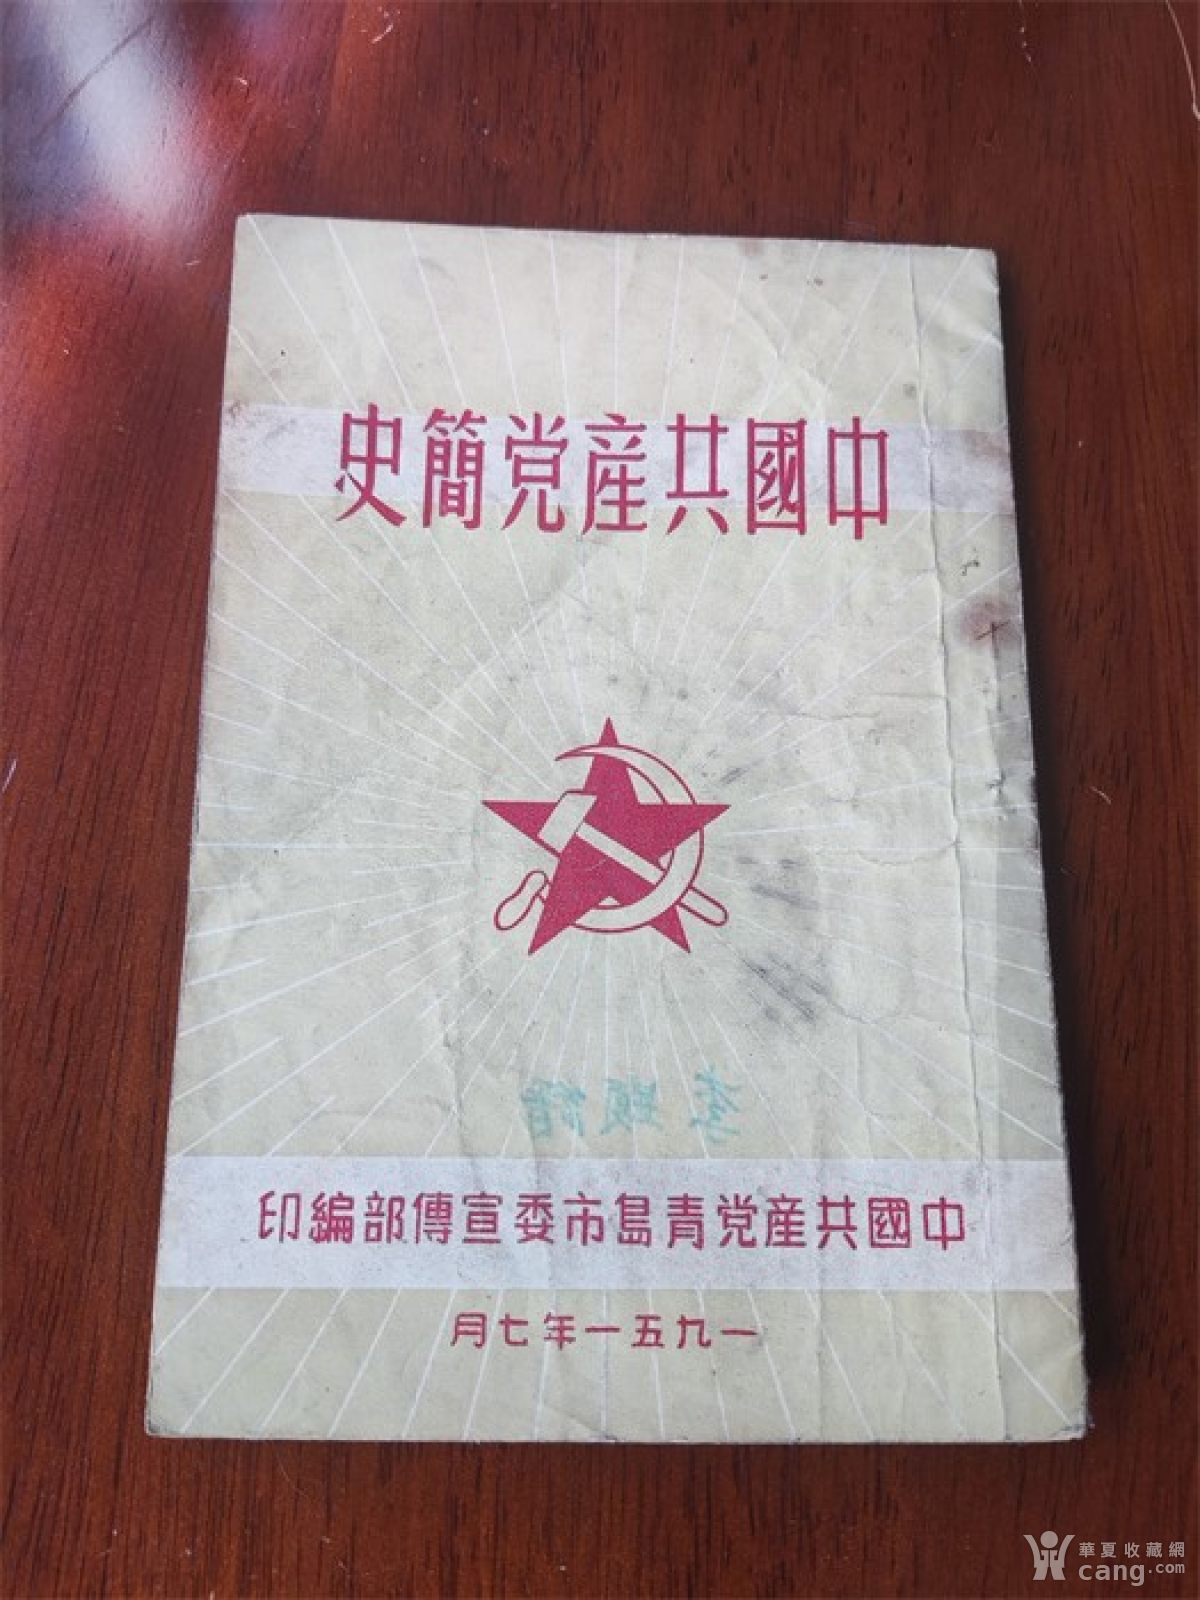 中國共産党簡史
中國共産党青島市委宣傳部編印
一九五一年七月
華夏收藏網
cang.com